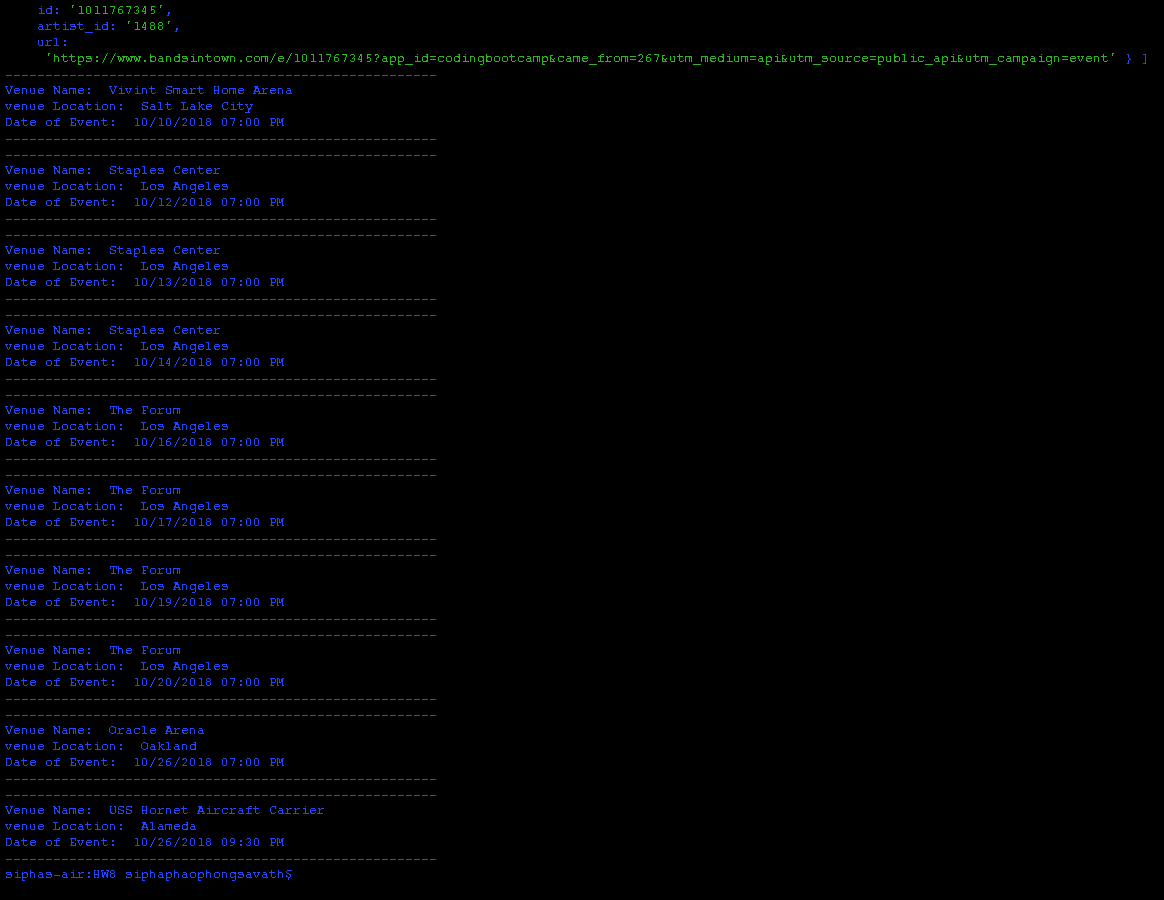 id: '1011767345',
artist_id: '1488',
url:
'https://www.bandsintown.com/e/1011767345?app_id=codingbootcamp&came_from=267&utm_medium=api&utm_source=public_api&utm_campaign=event' } ]
------------------------------------------------------
Venue Name:  Vivint Smart Home Arena
venue Location:  Salt Lake City
Date of Event:  10/10/2018 07:00 PM
------------------------------------------------------
------------------------------------------------------
Venue Name:  Staples Center
venue Location:  Los Angeles
Date of Event:  10/12/2018 07:00 PM
------------------------------------------------------
------------------------------------------------------
Venue Name:  Staples Center
venue Location:  Los Angeles
Date of Event:  10/13/2018 07:00 PM
------------------------------------------------------
------------------------------------------------------
Venue Name:  Staples Center
venue Location:  Los Angeles
Date of Event:  10/14/2018 07:00 PM
------------------------------------------------------
------------------------------------------------------
Venue Name:  The Forum
venue Location:  Los Angeles
Date of Event:  10/16/2018 07:00 PM
------------------------------------------------------
------------------------------------------------------
Venue Name:  The Forum
venue Location:  Los Angeles
Date of Event:  10/17/2018 07:00 PM
------------------------------------------------------
------------------------------------------------------
Venue Name:  The Forum
venue Location:  Los Angeles
Date of Event:  10/19/2018 07:00 PM
------------------------------------------------------
------------------------------------------------------
Venue Name:  The Forum
venue Location:  Los Angeles
Date of Event:  10/20/2018 07:00 PM
------------------------------------------------------
------------------------------------------------------
Venue Name:  Oracle Arena
venue Location:  Oakland
Date of Event:  10/26/2018 07:00 PM
------------------------------------------------------
------------------------------------------------------
Venue Name:  USS Hornet Aircraft Carrier
venue Location:  Alameda
Date of Event:  10/26/2018 09:30 PM
------------------------------------------------------
siphas-air:HW8 siphaphaophongsavath$